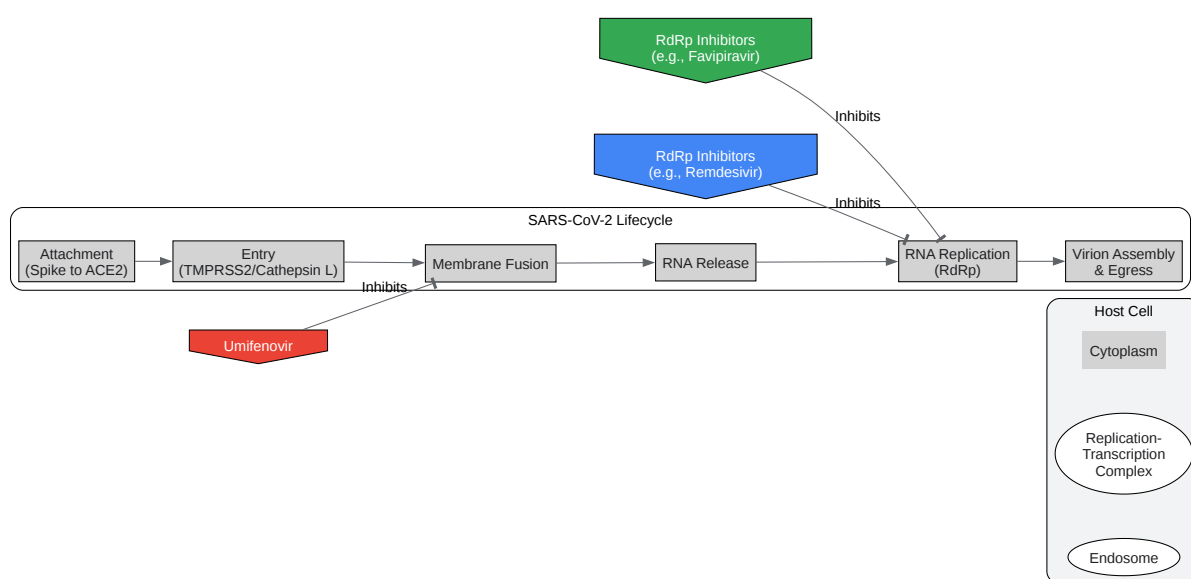 RdRp Inhibitors
(e.g., Favipiravir)
Inhibits
RdRp Inhibitors
(e.g., Remdesivir)
Inhibits
SARS-CoV-2 Lifecycle
Attachment
(Spike to ACE2)
Entry
(TMPRSS2/Cathepsin L)
Membrane Fusion
RNA Release
RNA Replication
(RdRp)
Virion Assembly
& Egress
Inhibits
Umifenovir
Host Cell
Cytoplasm
Replication-
Transcription
Complex
Endosome